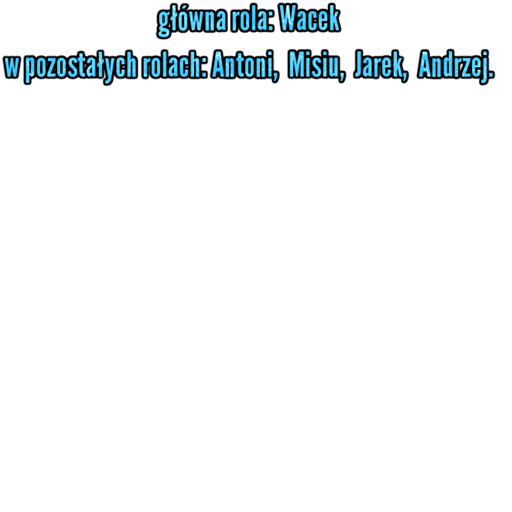 główna rola: Wacek
w pozostałych rolach: Antoni, Misiu, Jarek, Andrzej.